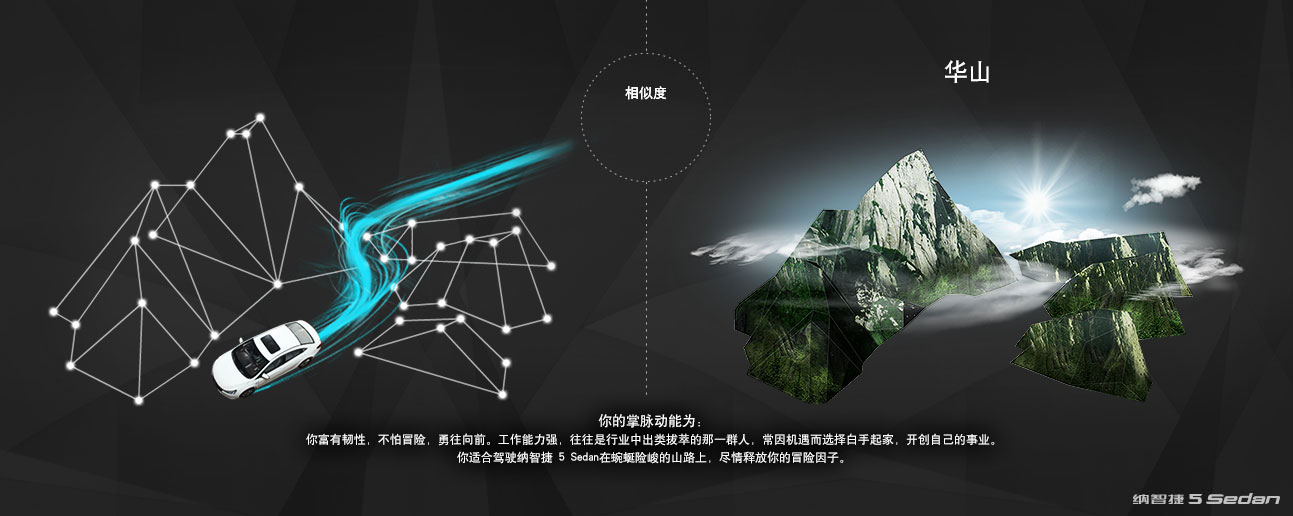 相似度
华山
你的掌脉动能为：
你富有韧性，不怕冒险，勇往向前。工作能力强，往往是行业中出类拔萃的那一群人，常因机遇而选择白手起家，开创自己的事业。
你适合驾驶纳智捷 5 Sedan在蜿蜒险峻的山路上，尽情释放你的冒险因子。
纳智捷 5 Sedan